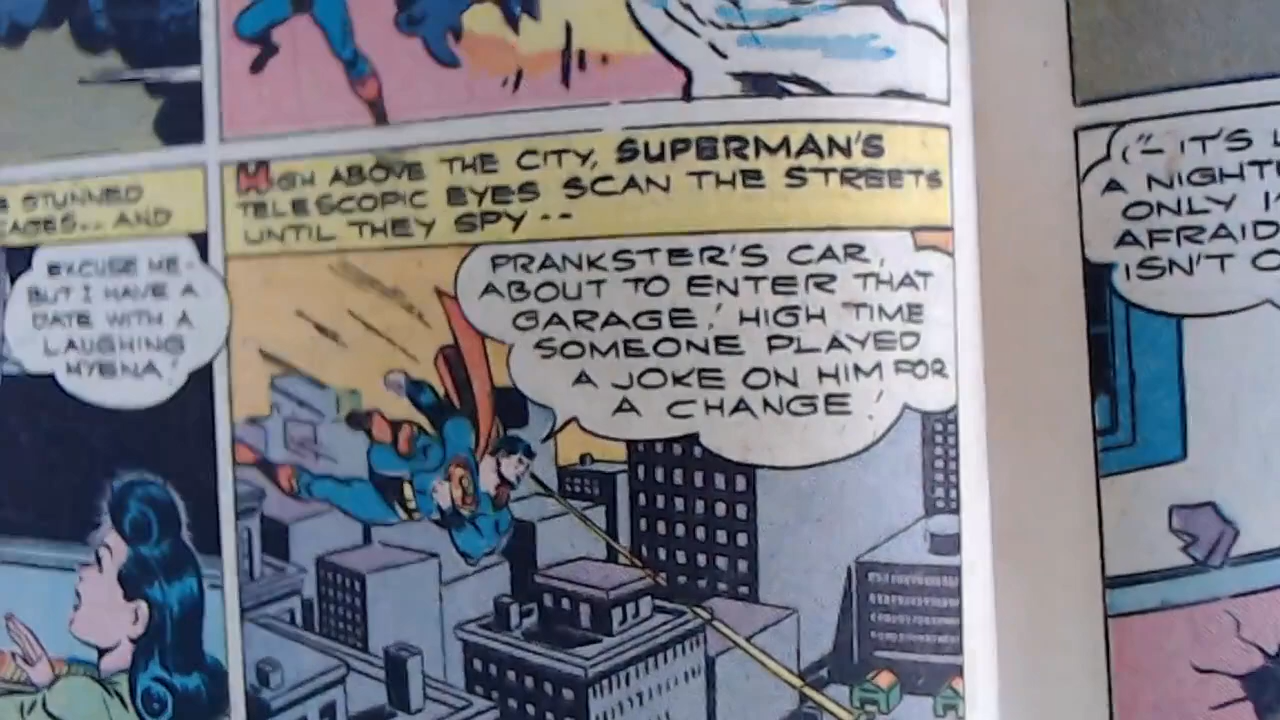 STUNNED
CAGES.. AND
EXCUSE ME-
BUT I HAVE A
DATE WITH A
LAUGHING
HYENA!
HIGH ABOVE THE CITY, SUPERMAN'S
TELESCOPIC EYES SCAN THE STREETS
UNTIL THEY SPY --
PRANKSTER'S CAR,
ABOUT TO ENTER THAT
GARAGE! HIGH TIME
SOMEONE PLAYED
A JOKE ON HIM FOR
A CHANGE!
("- IT'S
A
ONLY
AFRAID
ISN'T